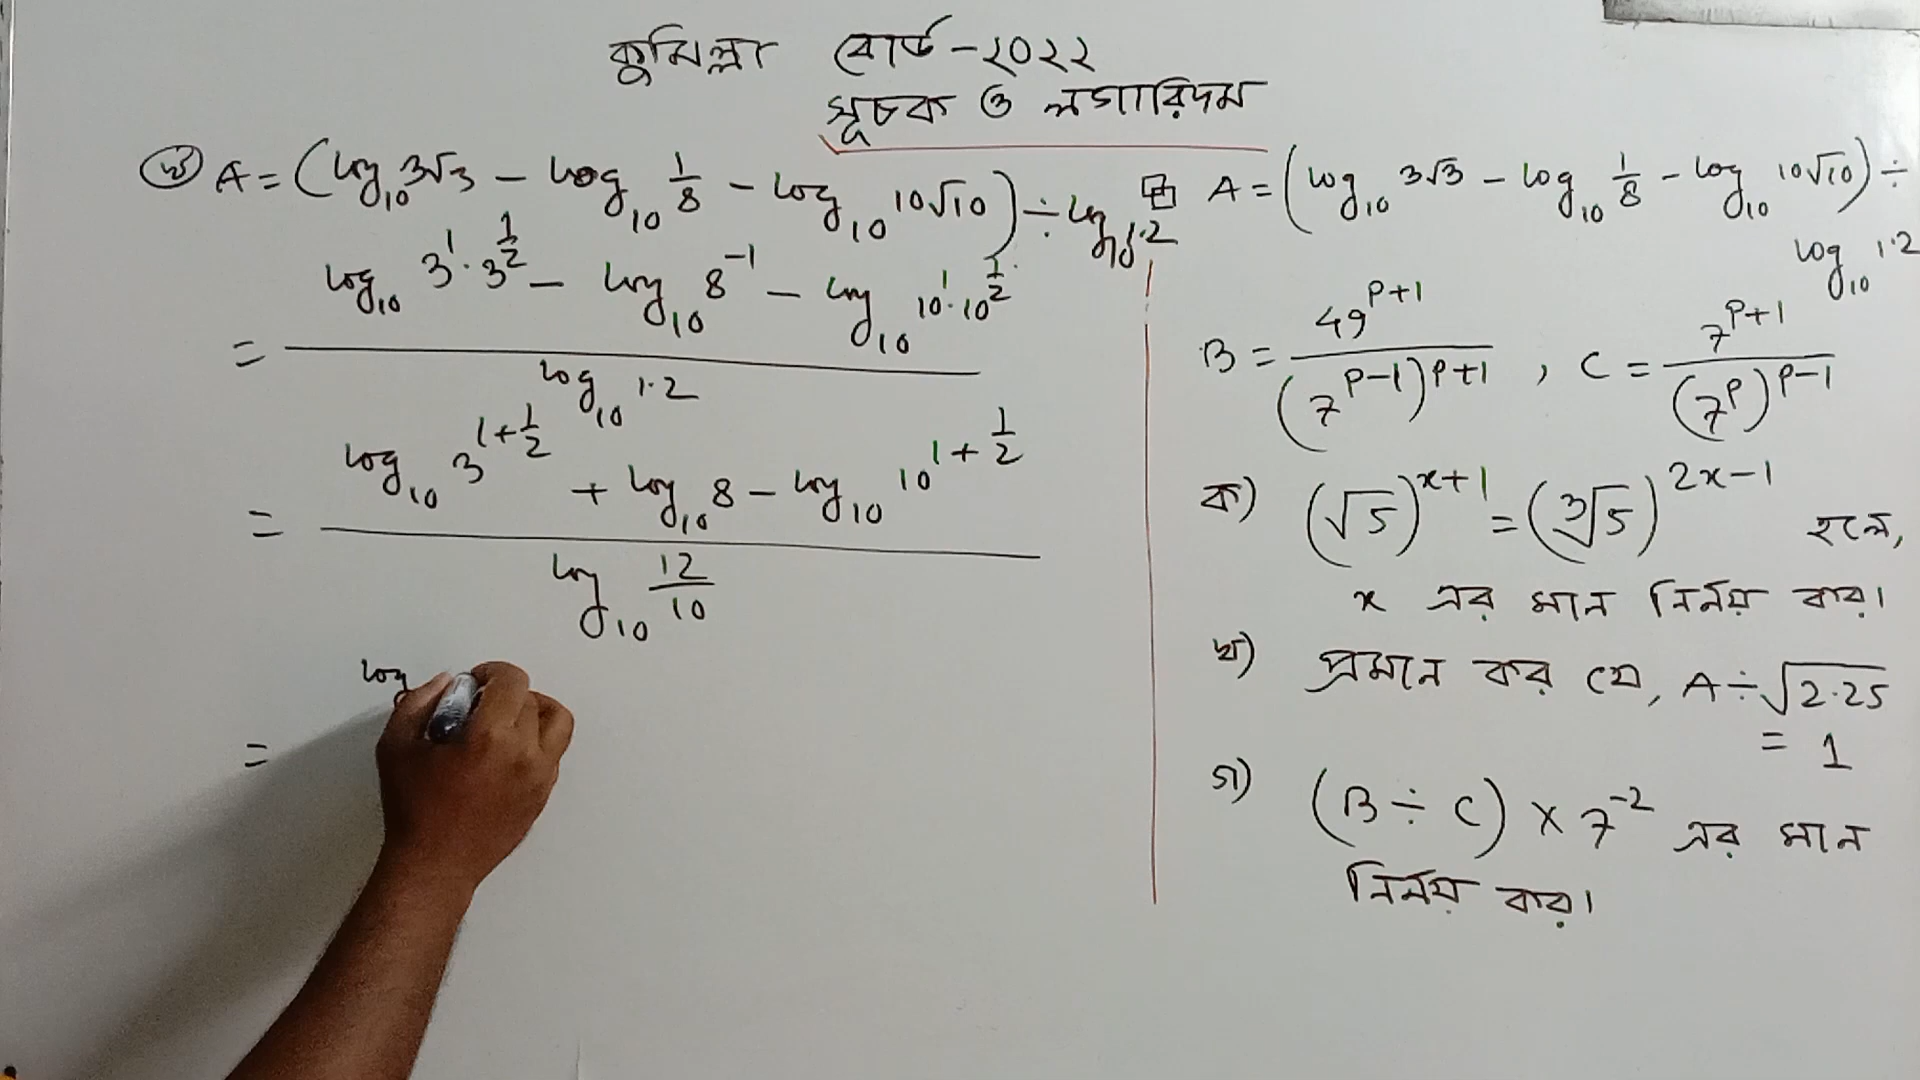 কুমিল্লা বোর্ড-২০২২
সূচক ও লগারিদম
খ) A = (log₁₀ 3√3 − log₁₀ 1/8 − log₁₀ 10√10) ÷ log₁₀ 1·2
= (log₁₀ 3¹·3^(1/2) − log₁₀ 8⁻¹ − log₁₀ 10¹·10^(1/2)) / (log₁₀ 1·2)
= (log₁₀ 3^(1+1/2) + log₁₀ 8 − log₁₀ 10^(1+1/2)) / (log₁₀ 12/10)
= log
A = (log₁₀ 3√3 − log₁₀ 1/8 − log₁₀ 10√10) ÷
log₁₀ 1·2
B = 49^(P+1) / (7^(P−1))^(P+1) , C = 7^(P+1) / (7^P)^(P−1)
ক) (√5)^(x+1) = (∛5)^(2x−1) হলে,
x এর মান নির্নয় কর।
খ) প্রমান কর যে, A ÷ √2·25
= 1
গ) (B ÷ C) × 7⁻² এর মান
নির্নয় কর।